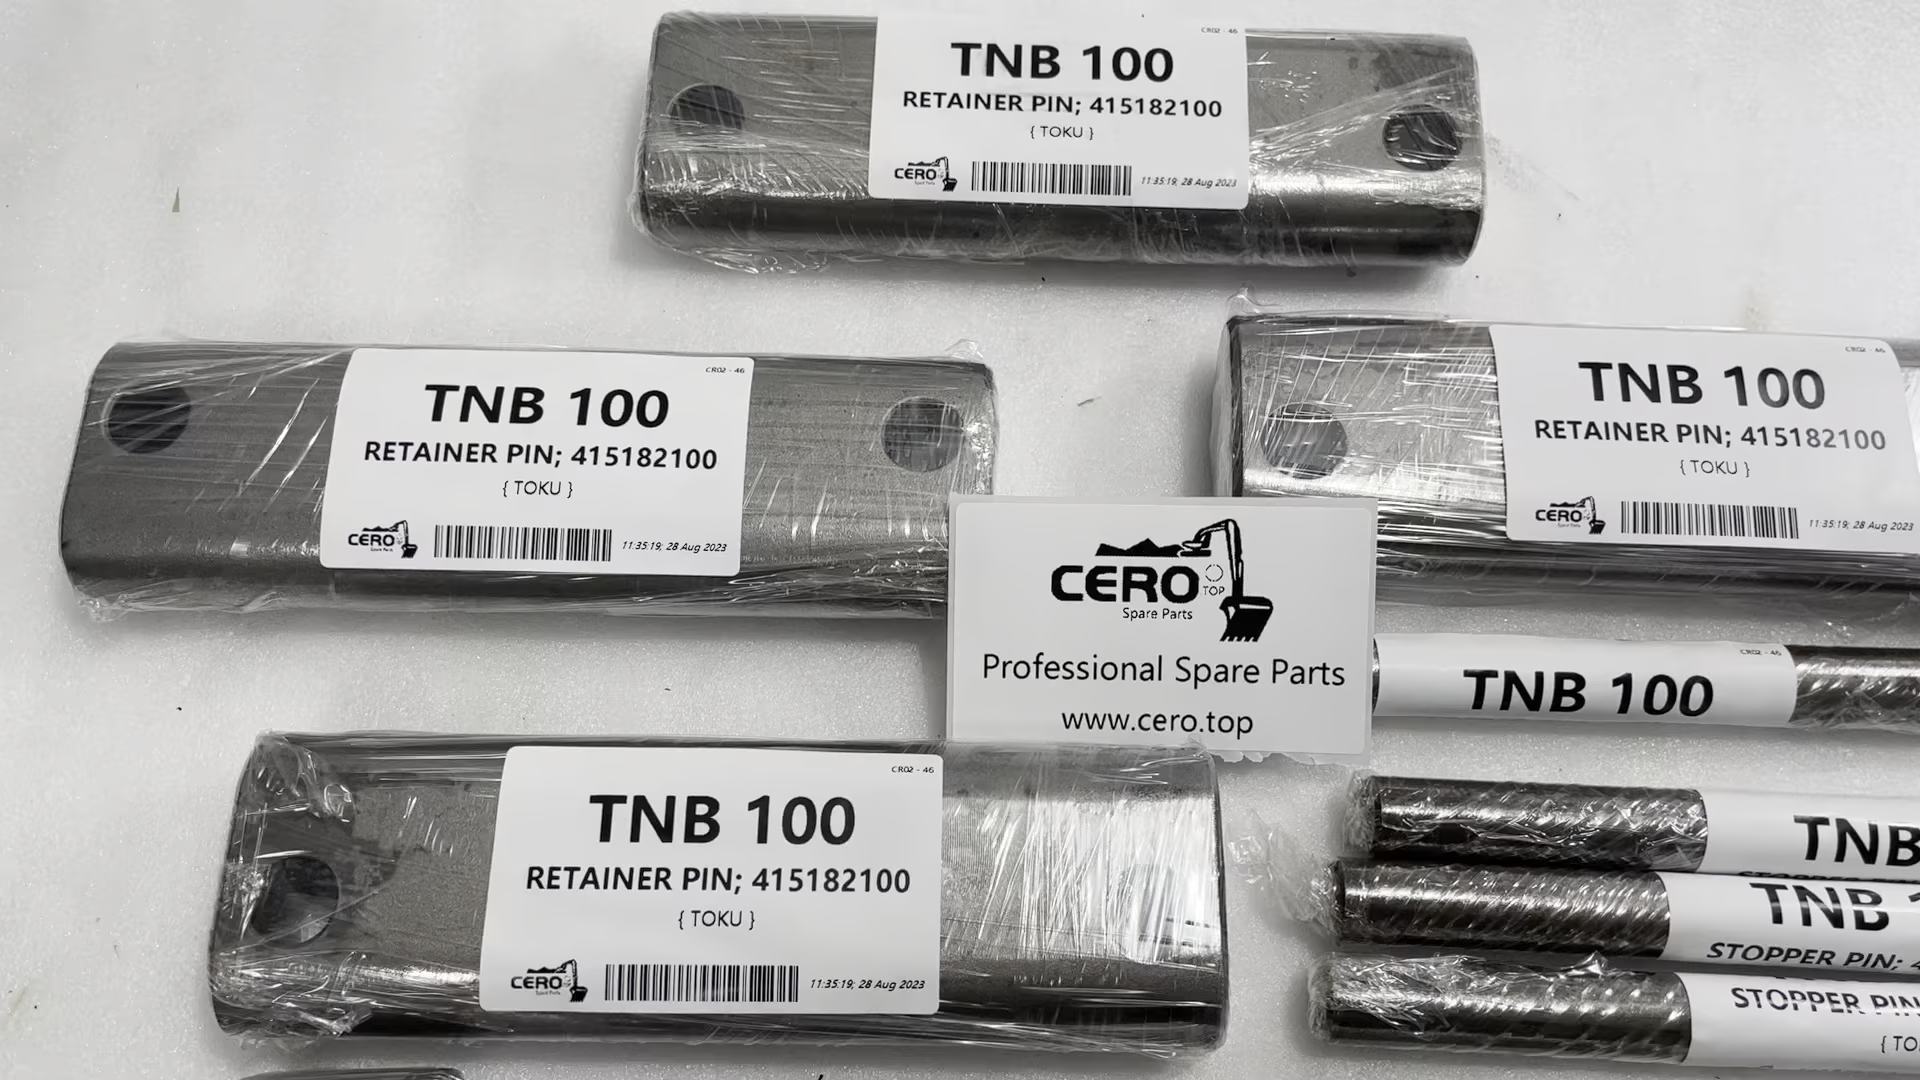 CR02 - 46
TNB 100
RETAINER PIN; 415182100
{ TOKU }
CERO
Spare Parts
11:35:19; 28 Aug 2023
CR02 - 46
TNB 100
RETAINER PIN; 415182100
{ TOKU }
CERO
Spare Parts
11:35:19; 28 Aug 2023
CR02 - 46
TNB 100
RETAINER PIN; 415182100
{ TOKU }
CERO
Spare Parts
11:35:19; 28 Aug 2023
CERO TOP
Spare Parts
Professional Spare Parts
www.cero.top
CR02 - 46
TNB 100
CR02 - 46
TNB 100
RETAINER PIN; 415182100
{ TOKU }
CERO
Spare Parts
11:35:19; 28 Aug 2023
TNB
TNB
STOPPER PIN;
STOPPER PIN